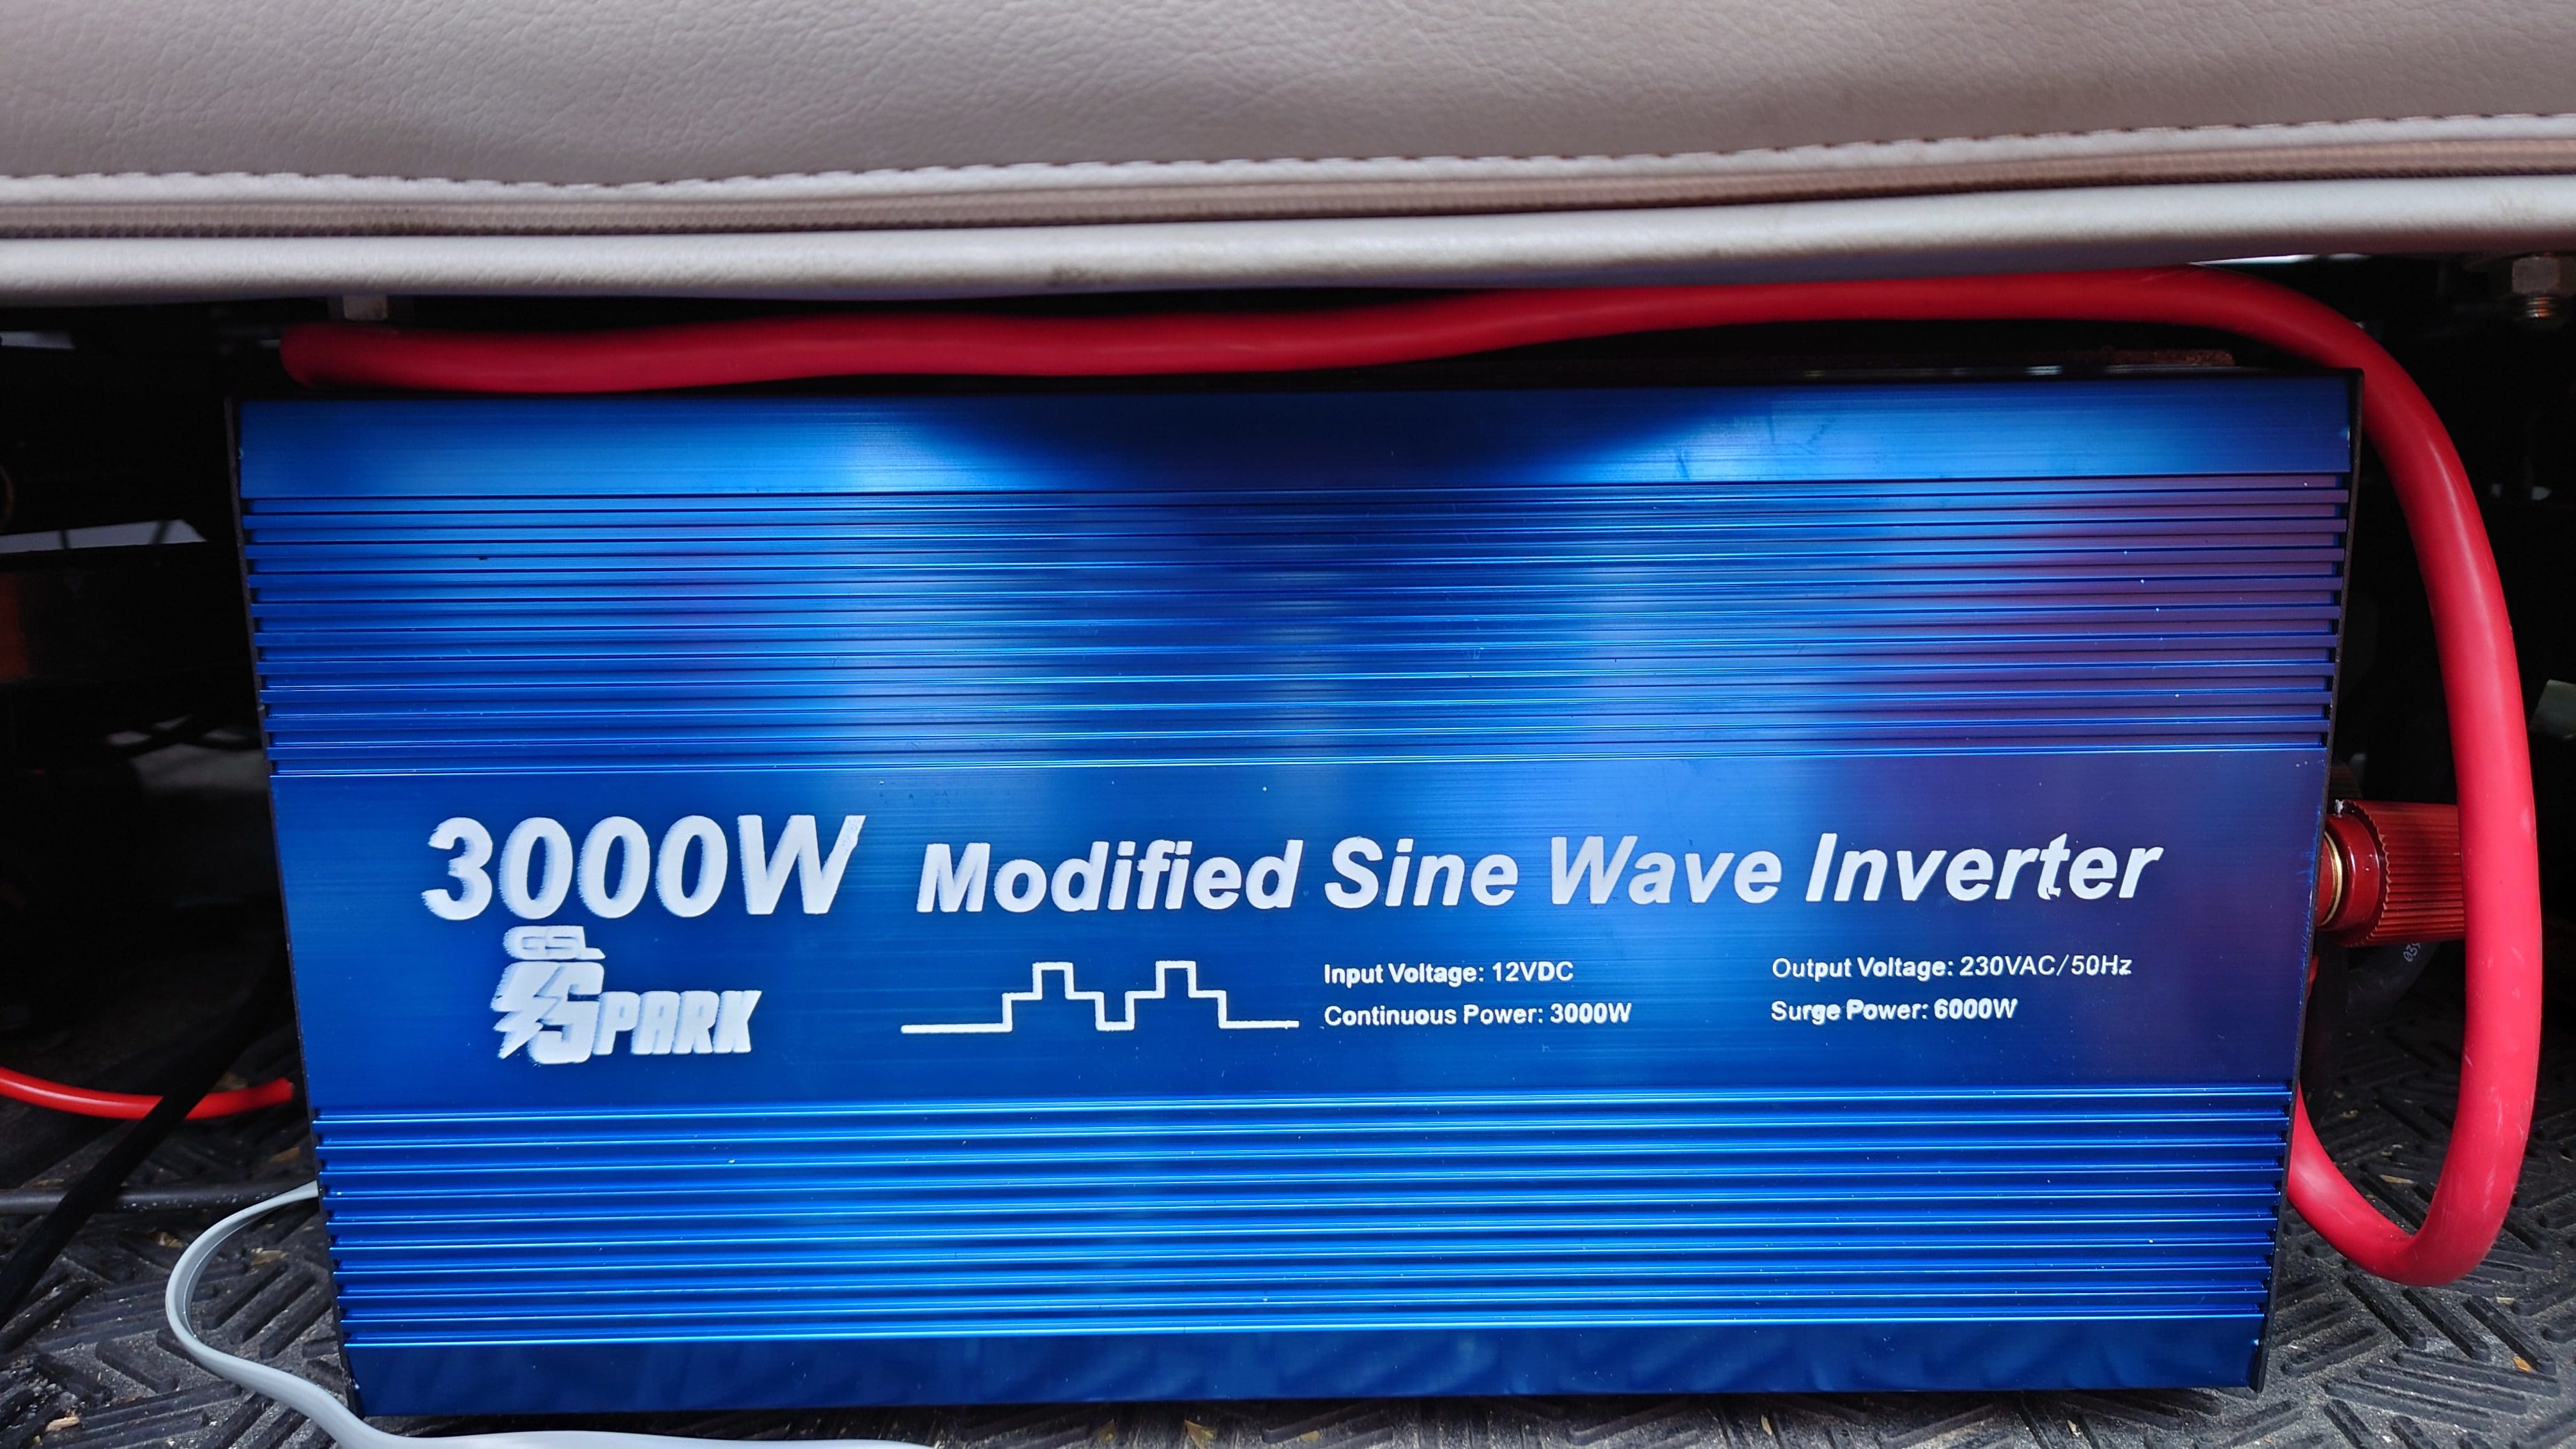 3000W Modified Sine Wave Inverter
GSL
SPARK
Input Voltage: 12VDC
Output Voltage: 230VAC/50Hz
Continuous Power: 3000W
Surge Power: 6000W